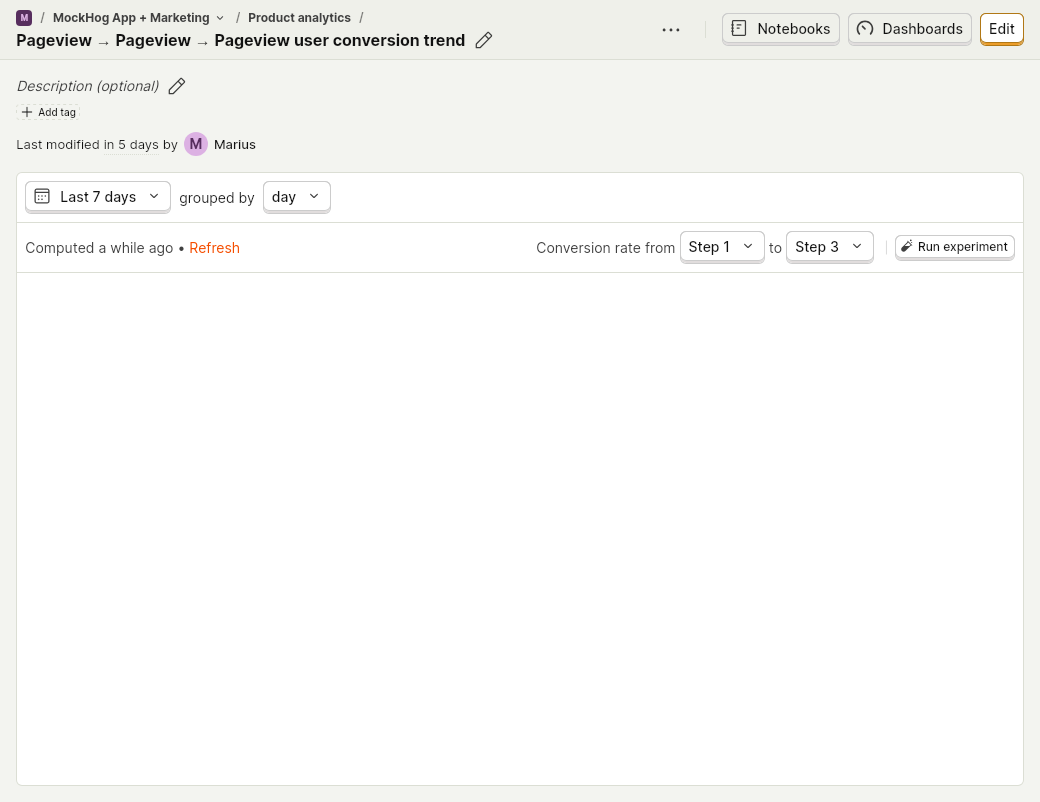 M / MockHog App + Marketing / Product analytics /
Pageview → Pageview → Pageview user conversion trend
Notebooks Dashboards Edit
Description (optional)
Add tag
Last modified in 5 days by M Marius
Last 7 days grouped by day
Computed a while ago • Refresh Conversion rate from Step 1 to Step 3 Run experiment